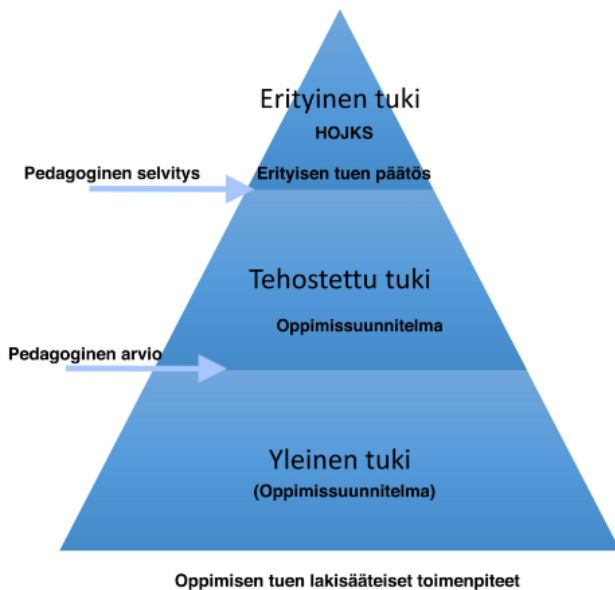 Erityinen tuki
HOJKS
Pedagoginen selvitys
Erityisen tuen päätös
Tehostettu tuki
Oppimissuunnitelma
Pedagoginen arvio
Yleinen tuki
(Oppimissuunnitelma)
Oppimisen tuen lakisääteiset toimenpiteet